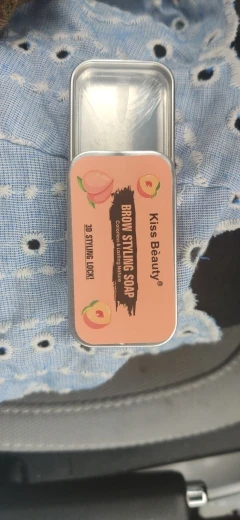 Kiss Beauty®
BROW STYLING SOAP
3D STYLING LOCK!